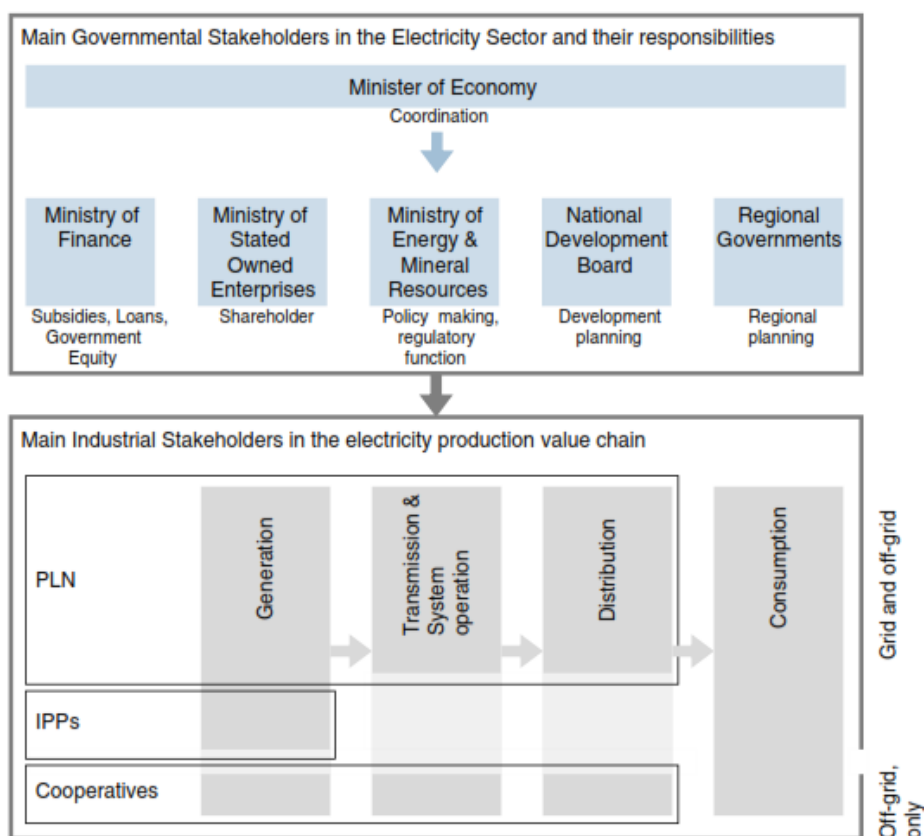 Main Governmental Stakeholders in the Electricity Sector and their responsibilities
Minister of Economy
Coordination
Ministry of
Finance
Subsidies, Loans,
Government
Equity
Ministry of
Stated
Owned
Enterprises
Shareholder
Ministry of
Energy &
Mineral
Resources
Policy making,
regulatory
function
National
Development
Board
Development
planning
Regional
Governments
Regional
planning
Main Industrial Stakeholders in the electricity production value chain
PLN
Generation
Transmission &
System
operation
Distribution
Consumption
Grid and off-grid
IPPs
Cooperatives
Off-grid,
only